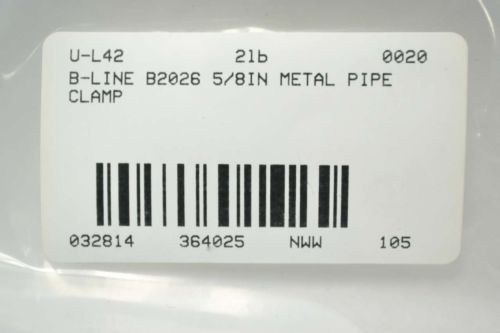 U-L42 21b 0020
B-LINE B2026 5/8IN METAL PIPE
CLAMP
032814 364025 NWW 105